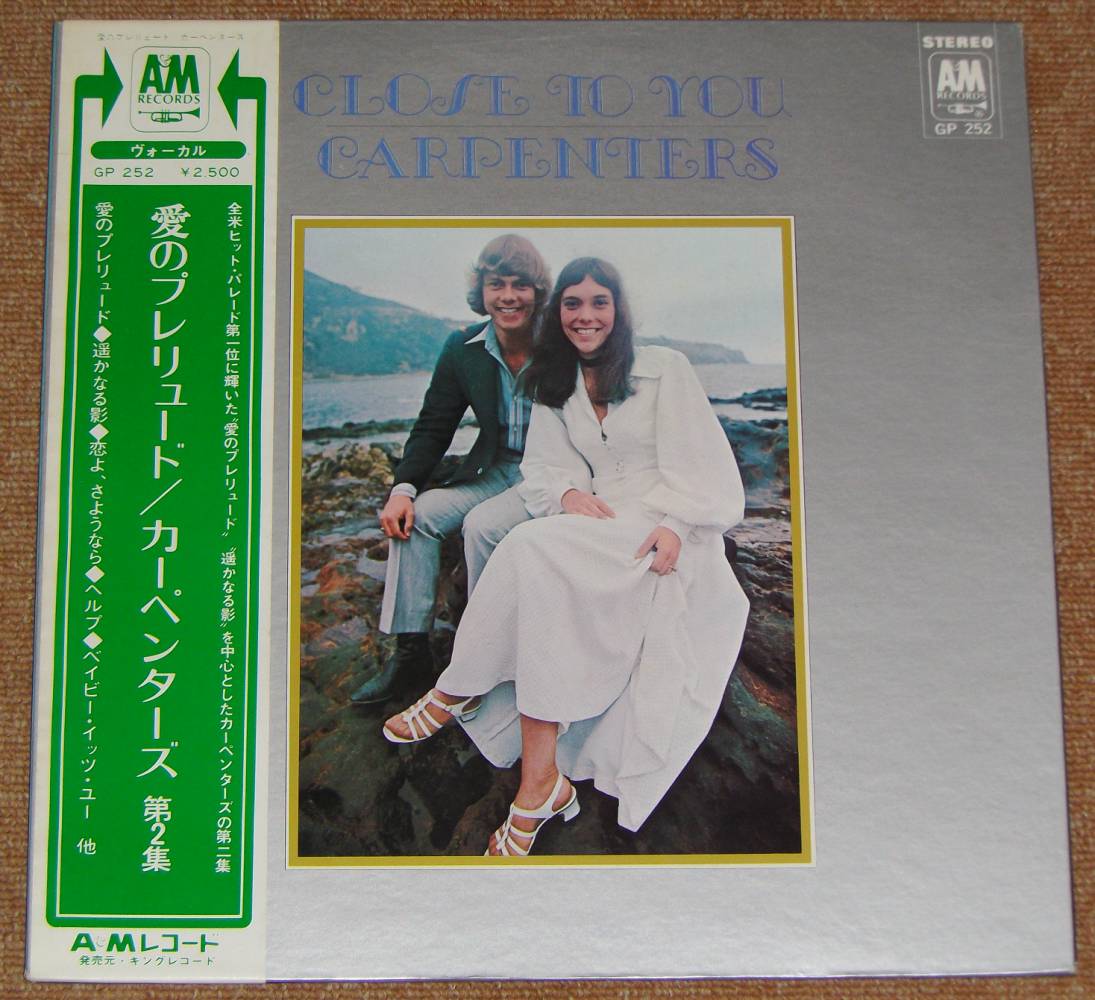 愛のプレリュード カーペンターズ
A&M
RECORDS
ヴォーカル
GP 252 ¥2.500
全米ヒット・パレード第一位に輝いた〝愛のプレリュード〟〝遥かなる影〟を中心としたカーペンターズの第二集
愛のプレリュード/カーペンターズ 第2集
愛のプレリュード◆遥かなる影◆恋よ、さようなら◆ヘルプ◆ベイビー・イッツ・ユー 他
A&Mレコード
発売元・キングレコード
CLOSE TO YOU
CARPENTERS
STEREO
A&M
RECORDS
GP 252